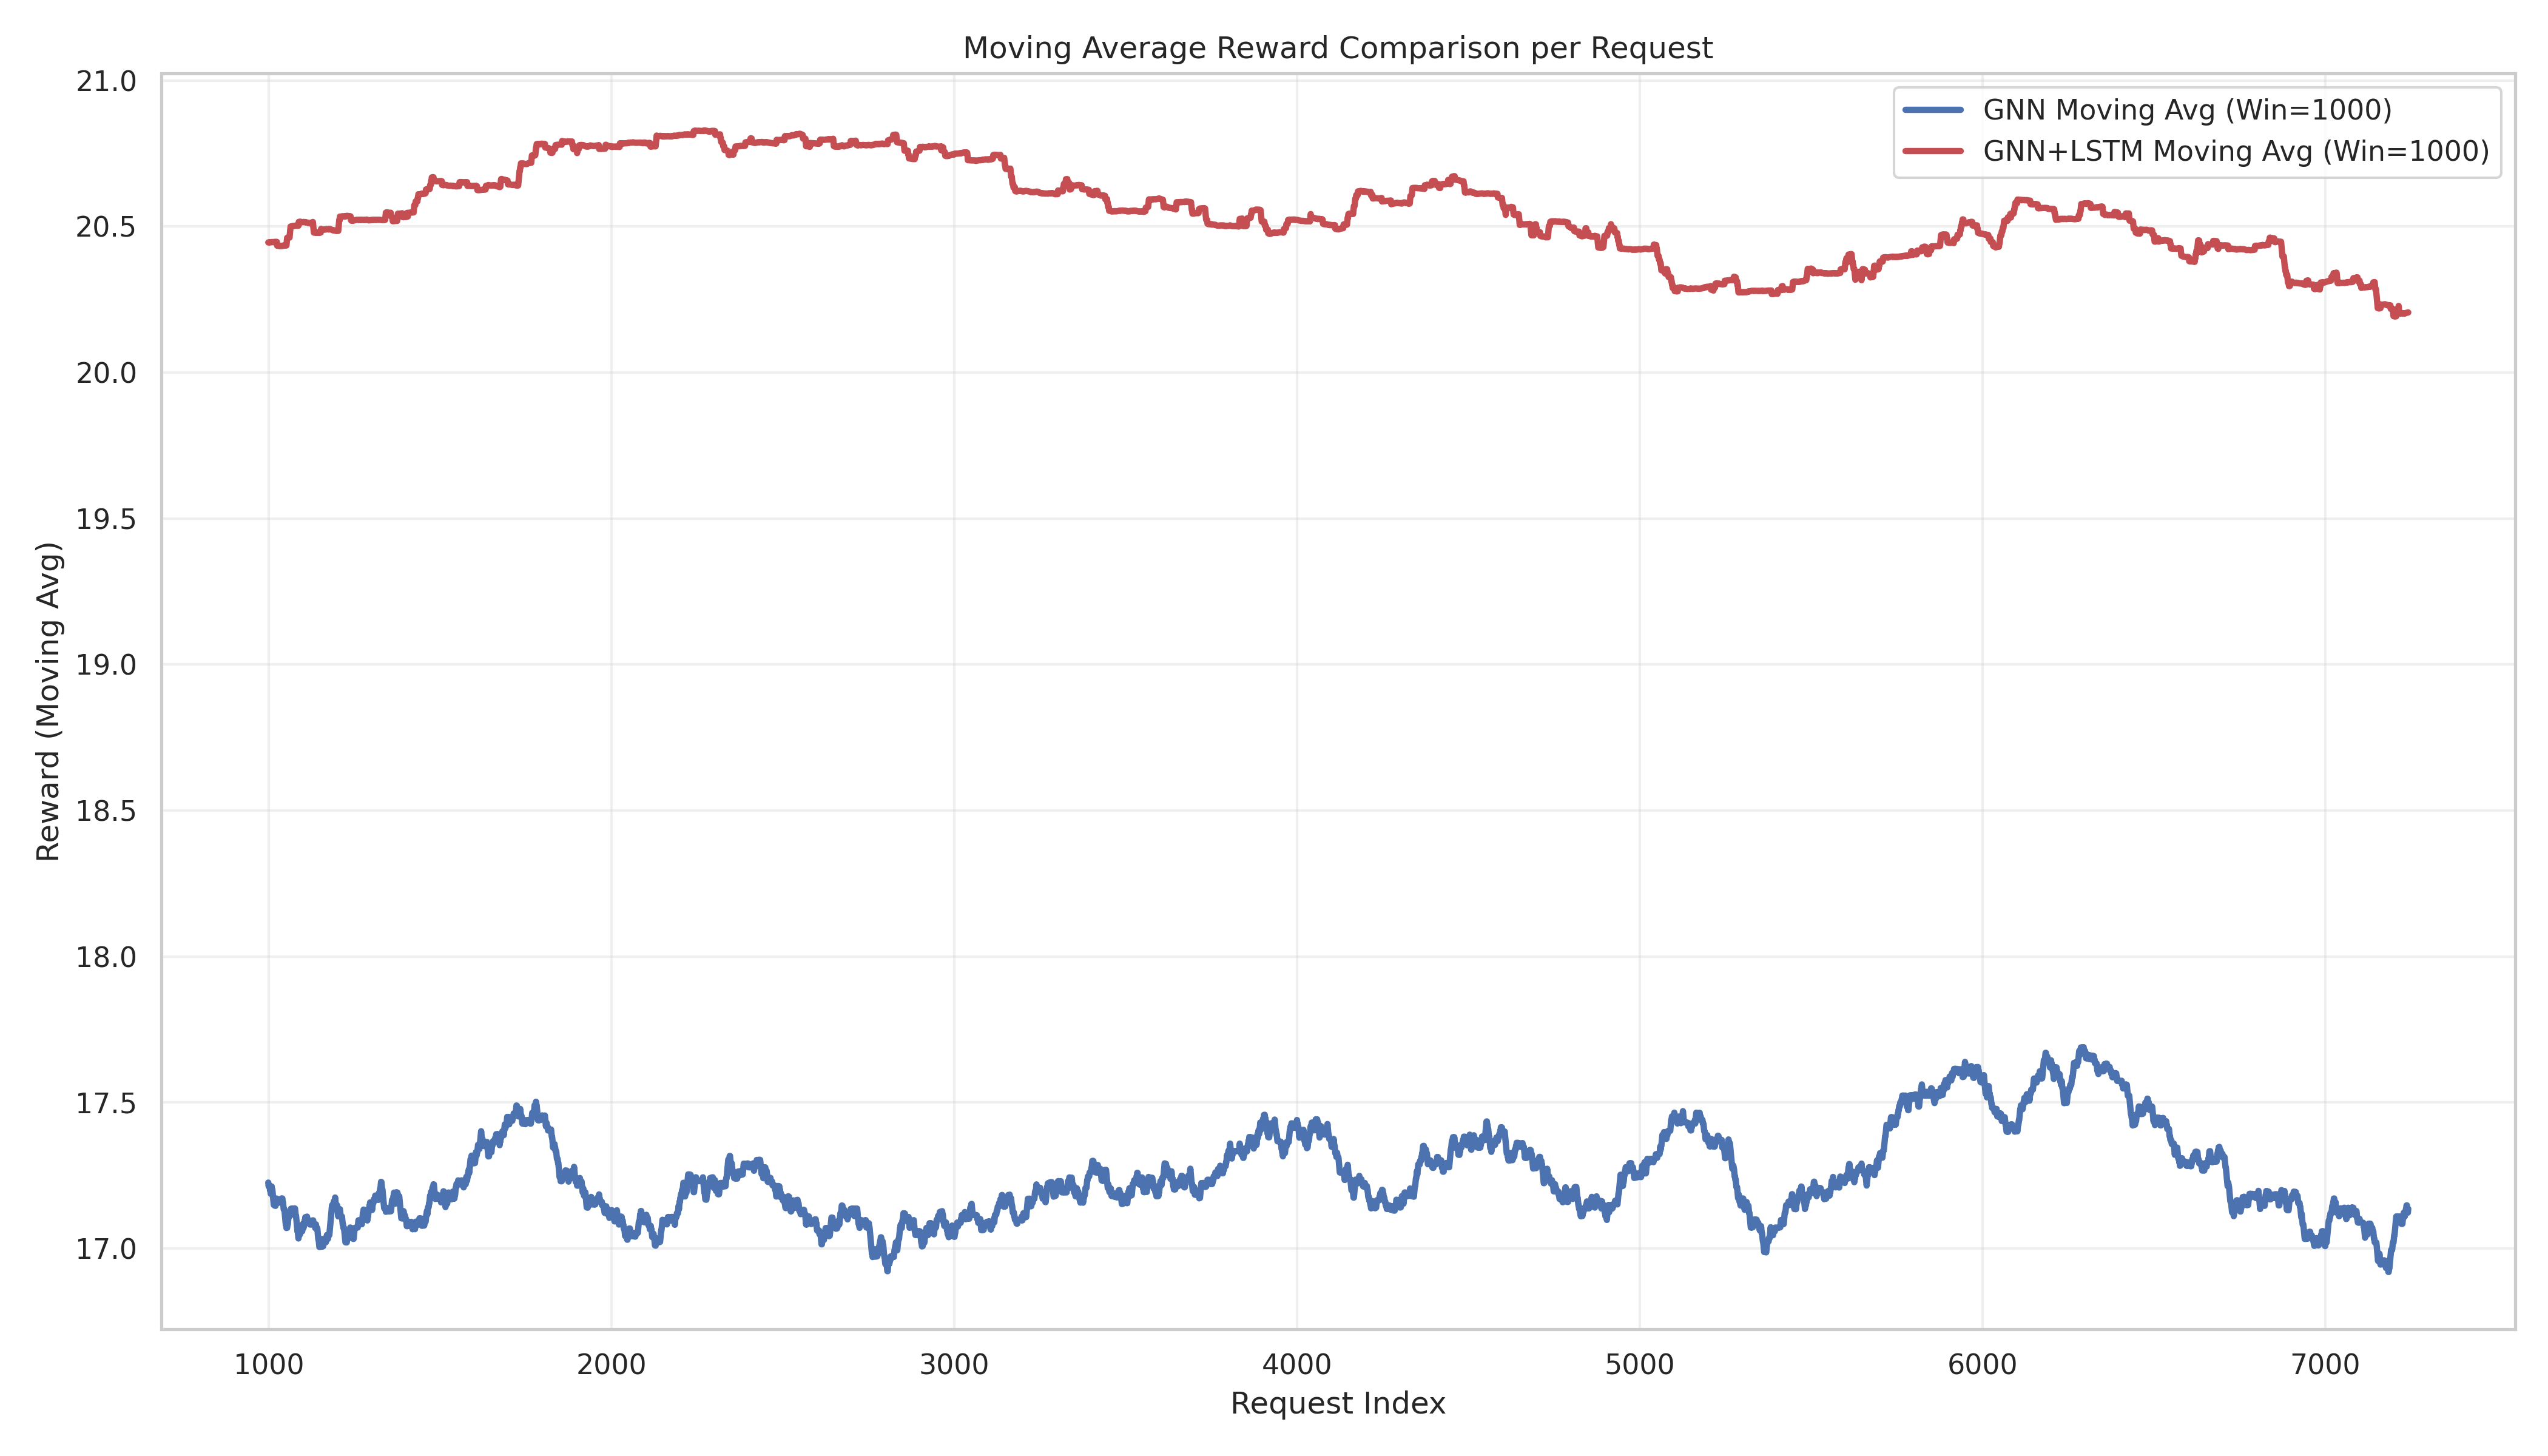 Moving Average Reward Comparison per Request
GNN Moving Avg (Win=1000)
GNN+LSTM Moving Avg (Win=1000)
Reward (Moving Avg)
21.0
20.5
20.0
19.5
19.0
18.5
18.0
17.5
17.0
1000 2000 3000 4000 5000 6000 7000
Request Index